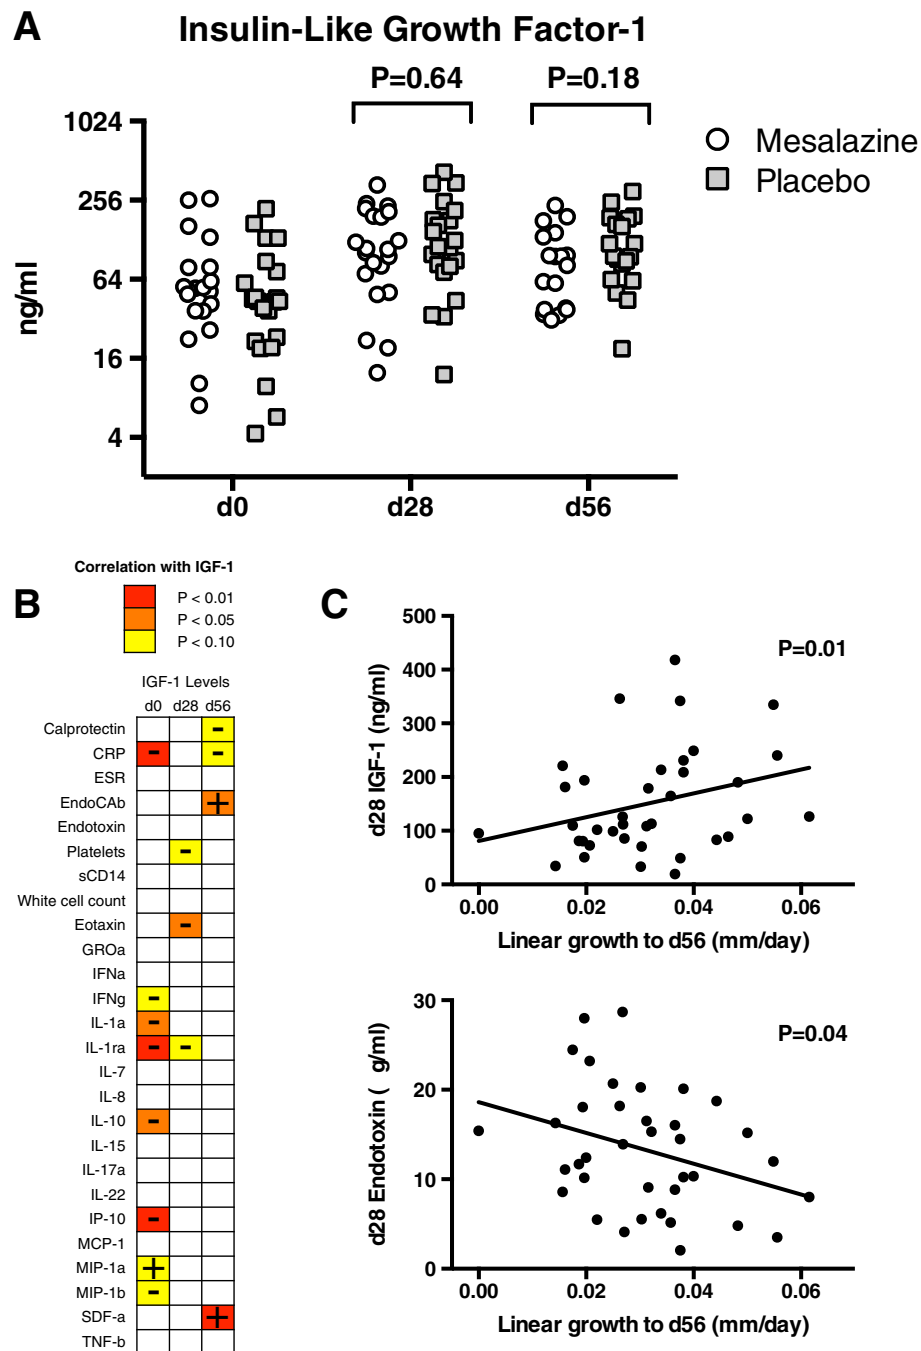 A
Insulin-Like Growth Factor-1
P=0.64
P=0.18
1024
256
64
16
4
ng/ml
d0
d28
d56
Mesalazine
Placebo
B
Correlation with IGF-1
P < 0.01
P < 0.05
P < 0.10
IGF-1 Levels
d0 d28 d56
Calprotectin -
CRP - -
ESR
EndoCAb +
Endotoxin
Platelets -
sCD14
White cell count
Eotaxin -
GROa
IFNa
IFNg -
IL-1a -
IL-1ra - -
IL-7
IL-8
IL-10 -
IL-15
IL-17a
IL-22
IP-10 -
MCP-1
MIP-1a +
MIP-1b -
SDF-a +
TNF-b
C
P=0.01
500
400
300
200
100
0
d28 IGF-1 (ng/ml)
0.00 0.02 0.04 0.06
Linear growth to d56 (mm/day)
P=0.04
30
20
10
0
d28 Endotoxin ( g/ml)
0.00 0.02 0.04 0.06
Linear growth to d56 (mm/day)